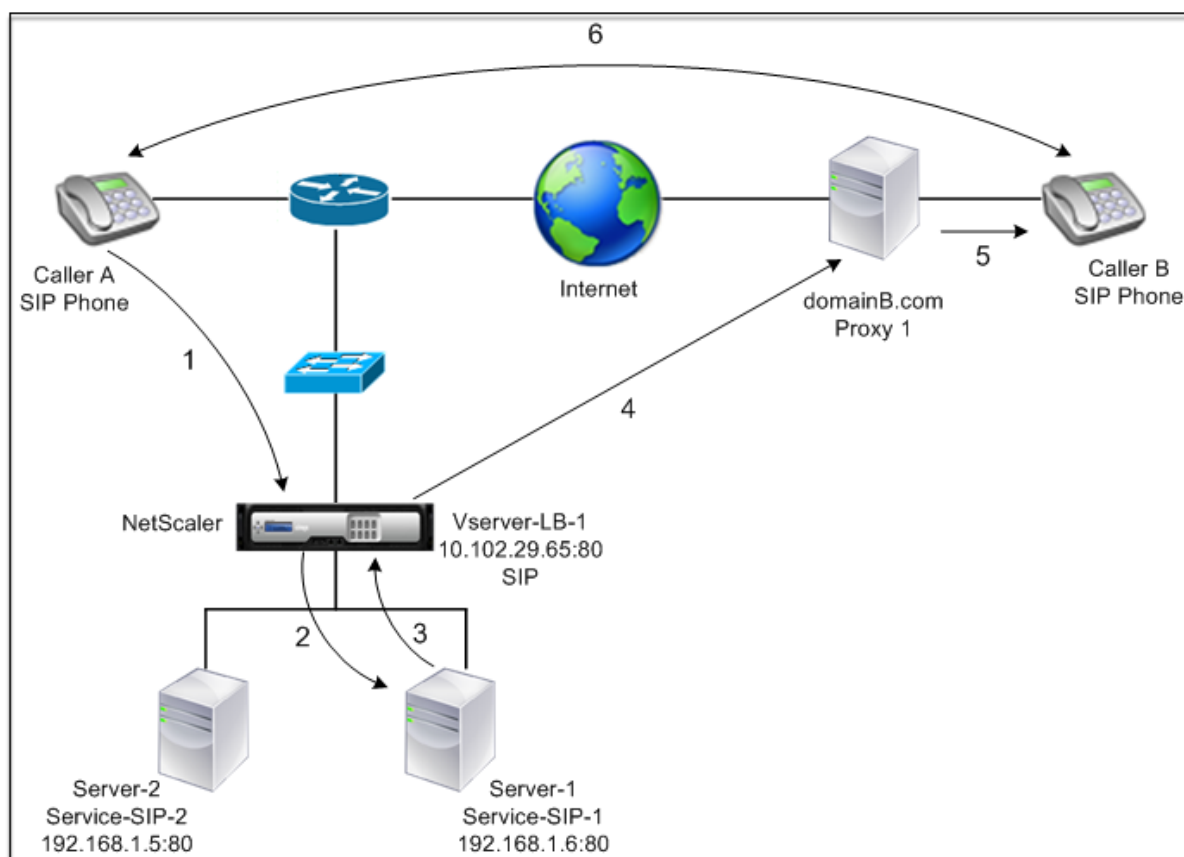 6
Caller A
SIP Phone
Internet
domainB.com
Proxy 1
5
Caller B
SIP Phone
1
4
NetScaler
Vserver-LB-1
10.102.29.65:80
SIP
2
3
Server-2
Service-SIP-2
192.168.1.5:80
Server-1
Service-SIP-1
192.168.1.6:80